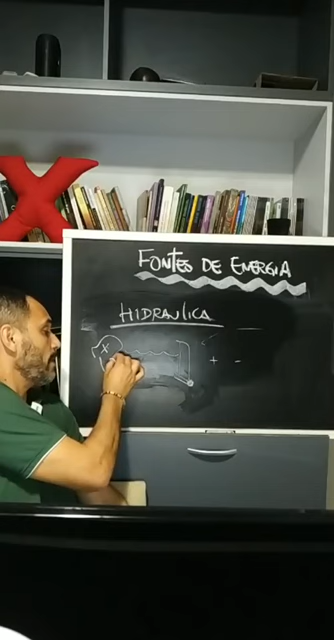 FONTES DE ENERGIA
HIDRAULICA
X
+ -